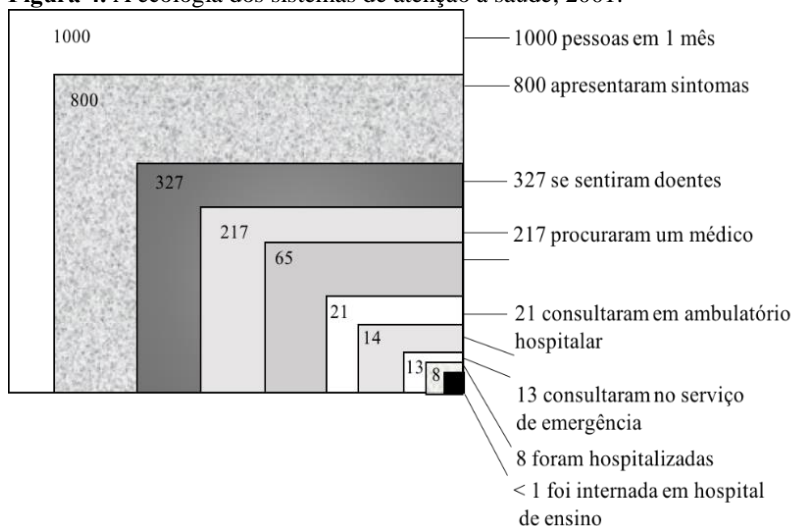 Figura 4. A ecologia dos sistemas de atenção à saúde, 2001.
1000
1000 pessoas em 1 mês
800
800 apresentaram sintomas
327
327 se sentiram doentes
217
217 procuraram um médico
65
21
21 consultaram em ambulatório
hospitalar
14
13
13 consultaram no serviço
de emergência
8
8 foram hospitalizadas
< 1 foi internada em hospital
de ensino